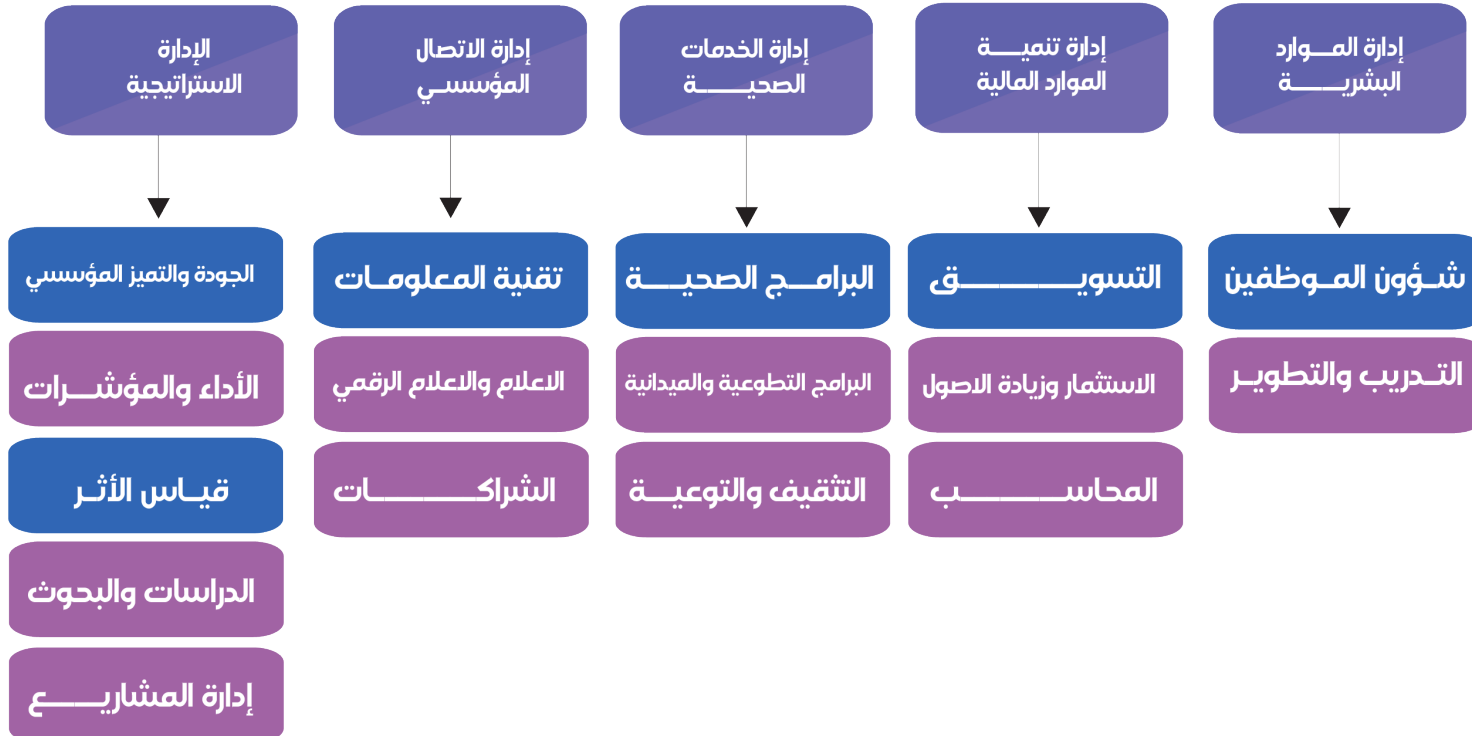 إدارة الموارد
البشرية
شؤون الموظفين
التدريب والتطوير
إدارة تنمية
الموارد المالية
التسويق
الاستثمار وزيادة الاصول
المحاسب
إدارة الخدمات
الصحية
البرامج الصحية
البرامج التطوعية والميدانية
التثقيف والتوعية
إدارة الاتصال
المؤسسي
تقنية المعلومات
الاعلام والاعلام الرقمي
الشراكات
الإدارة
الاستراتيجية
الجودة والتميز المؤسسي
الأداء والمؤشرات
قياس الأثر
الدراسات والبحوث
إدارة المشاريع